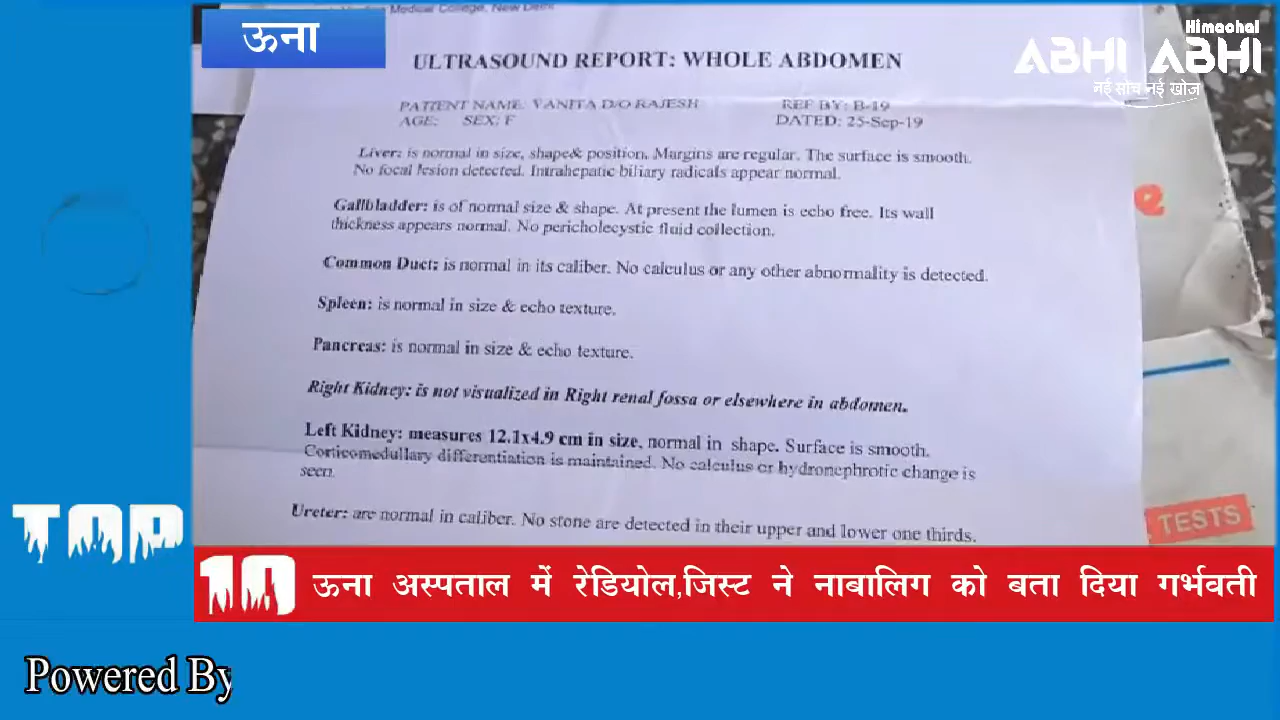 Medical College, New Delhi
ऊना
Himachal
ABHI ABHI
नई सोच नई खोज
ULTRASOUND REPORT: WHOLE ABDOMEN
PATIENT NAME: VANITA D/O RAJESH REF BY: B-19
AGE: SEX: F DATED: 25-Sep-19
Liver: is normal in size, shape& position. Margins are regular. The surface is smooth.
No focal lesion detected. Intrahepatic biliary radicals appear normal.
Gallbladder: is of normal size & shape. At present the lumen is echo free. Its wall
thickness appears normal. No pericholecystic fluid collection.
Common Duct: is normal in its caliber. No calculus or any other abnormality is detected.
Spleen: is normal in size & echo texture.
Pancreas: is normal in size & echo texture.
Right Kidney: is not visualized in Right renal fossa or elsewhere in abdomen.
Left Kidney: measures 12.1x4.9 cm in size, normal in shape. Surface is smooth.
Corticomedullary differentiation is maintained. No calculus or hydronephrotic change is
seen.
Ureter: are normal in caliber. No stone are detected in their upper and lower one thirds.
TESTS
TOP
10
ऊना अस्पताल में रेडियोल,जिस्ट ने नाबालिग को बता दिया गर्भवती
Powered By